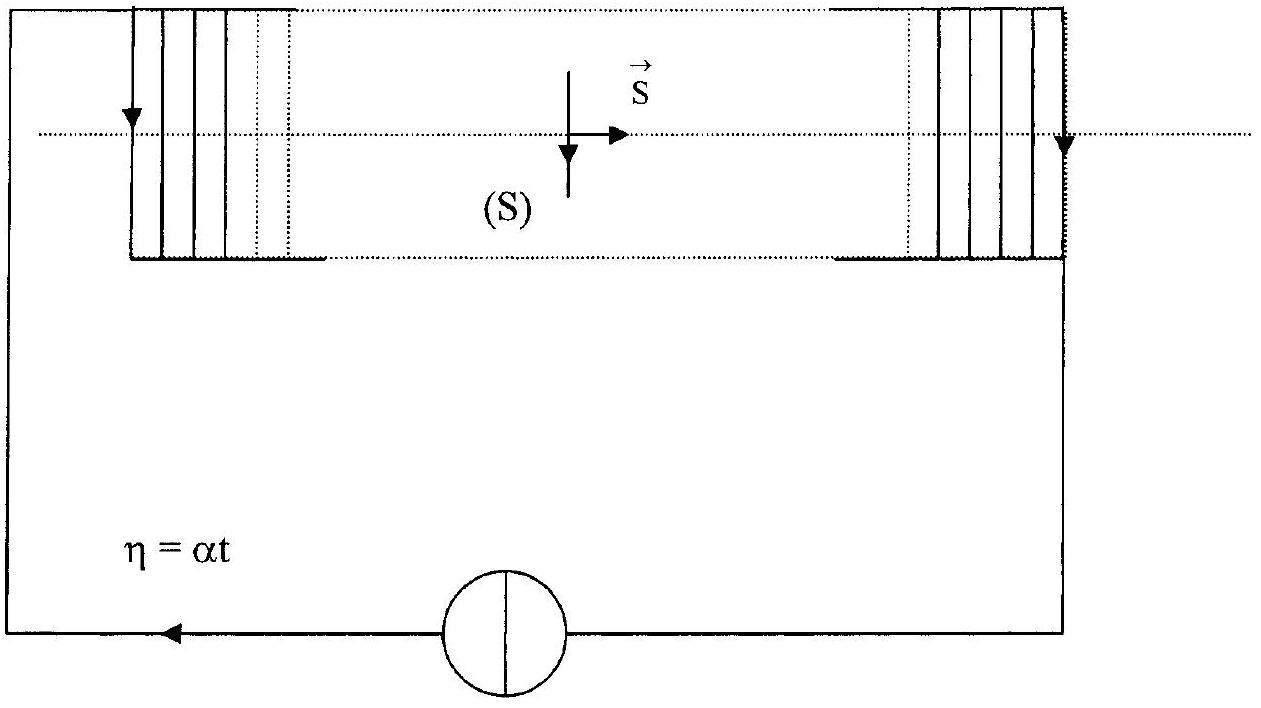 S⃗
(S)
η = αt